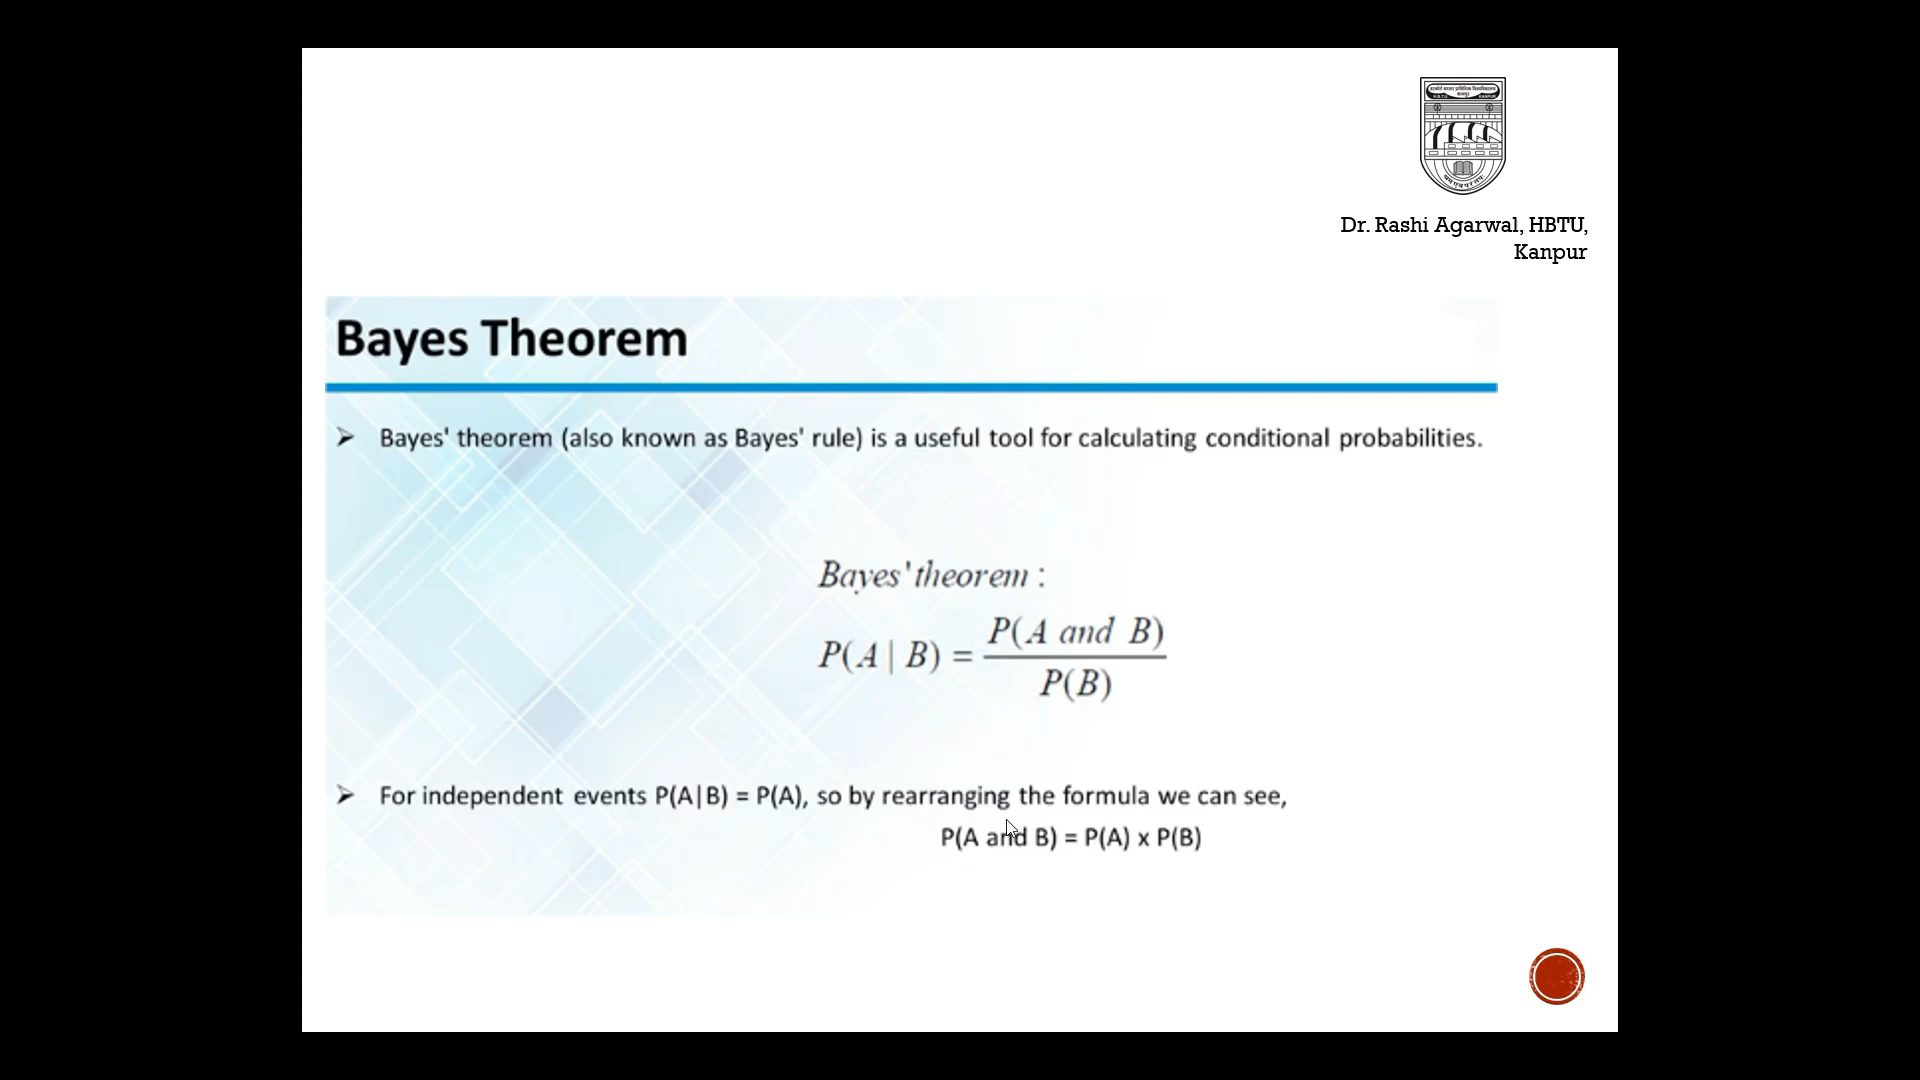 Dr. Rashi Agarwal, HBTU,
Kanpur
Bayes Theorem
➢ Bayes' theorem (also known as Bayes' rule) is a useful tool for calculating conditional probabilities.
Bayes' theorem :
P(A | B) = P(A and B) / P(B)
➢ For independent events P(A|B) = P(A), so by rearranging the formula we can see,
P(A and B) = P(A) x P(B)